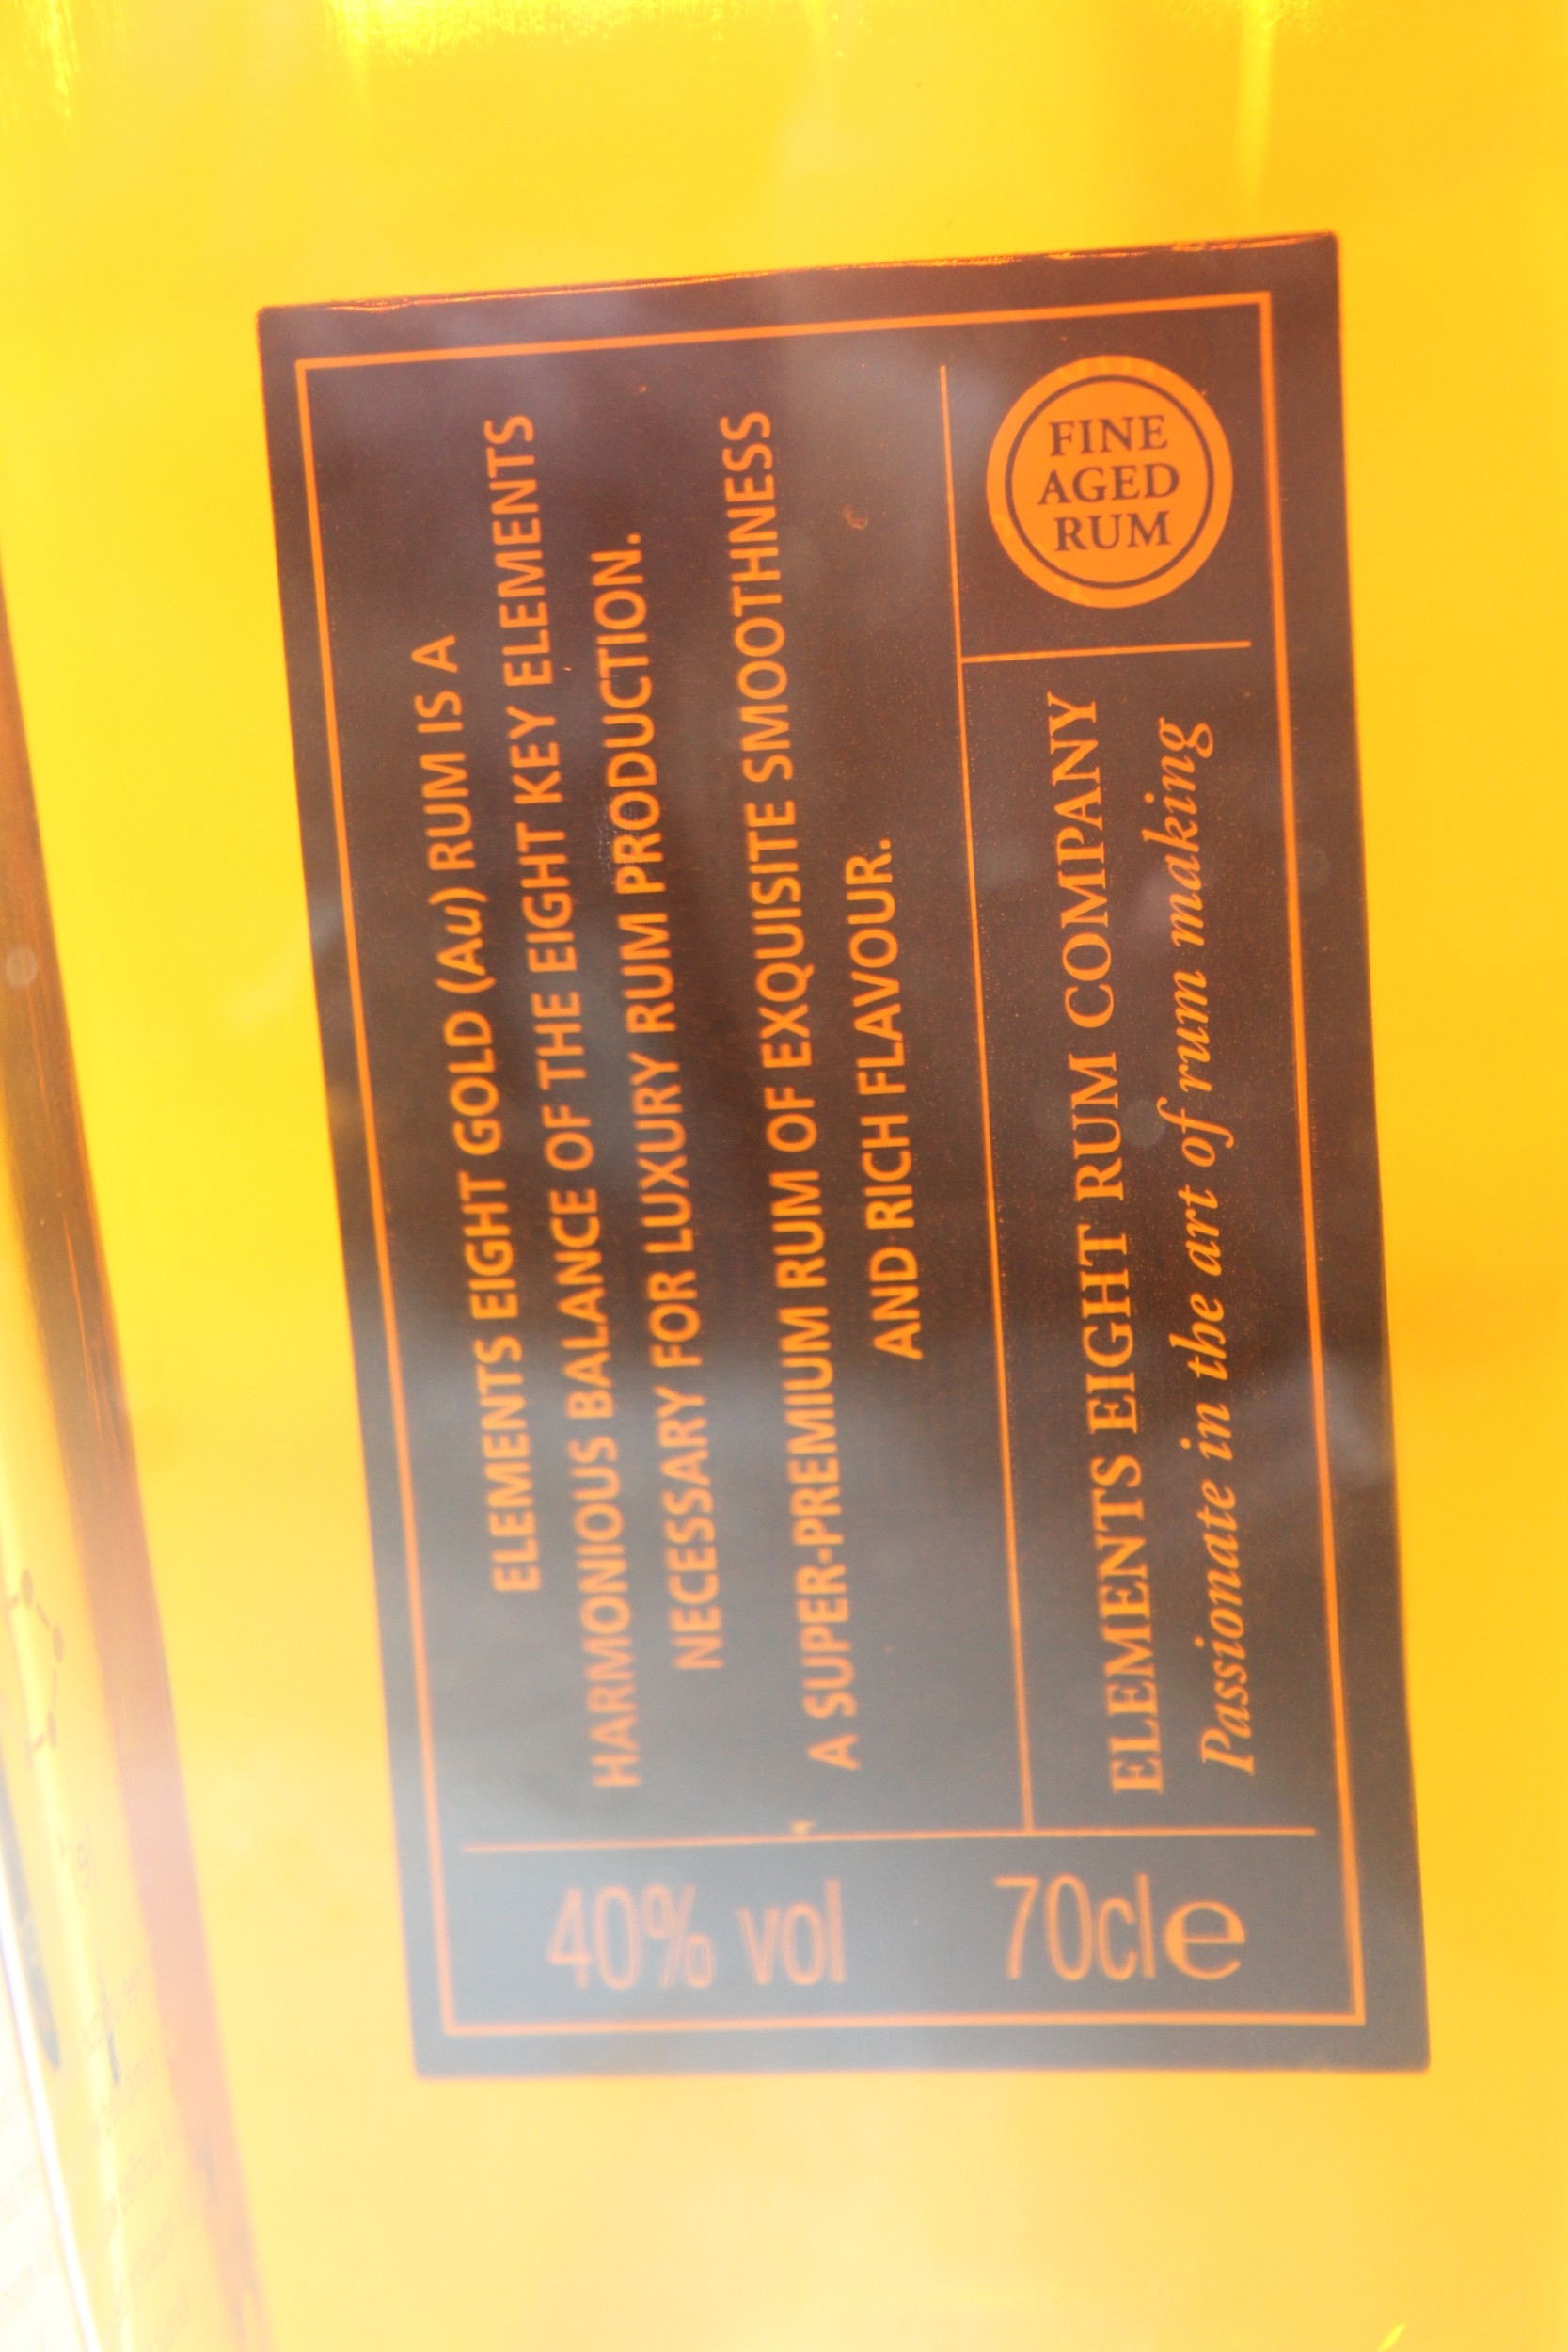 ELEMENTS EIGHT GOLD (Au) RUM IS A
HARMONIOUS BALANCE OF THE EIGHT KEY ELEMENTS
NECESSARY FOR LUXURY RUM PRODUCTION.
A SUPER-PREMIUM RUM OF EXQUISITE SMOOTHNESS
AND RICH FLAVOUR.
ELEMENTS EIGHT RUM COMPANY
Passionate in the art of rum making
FINE
AGED
RUM
40% vol
70cl e